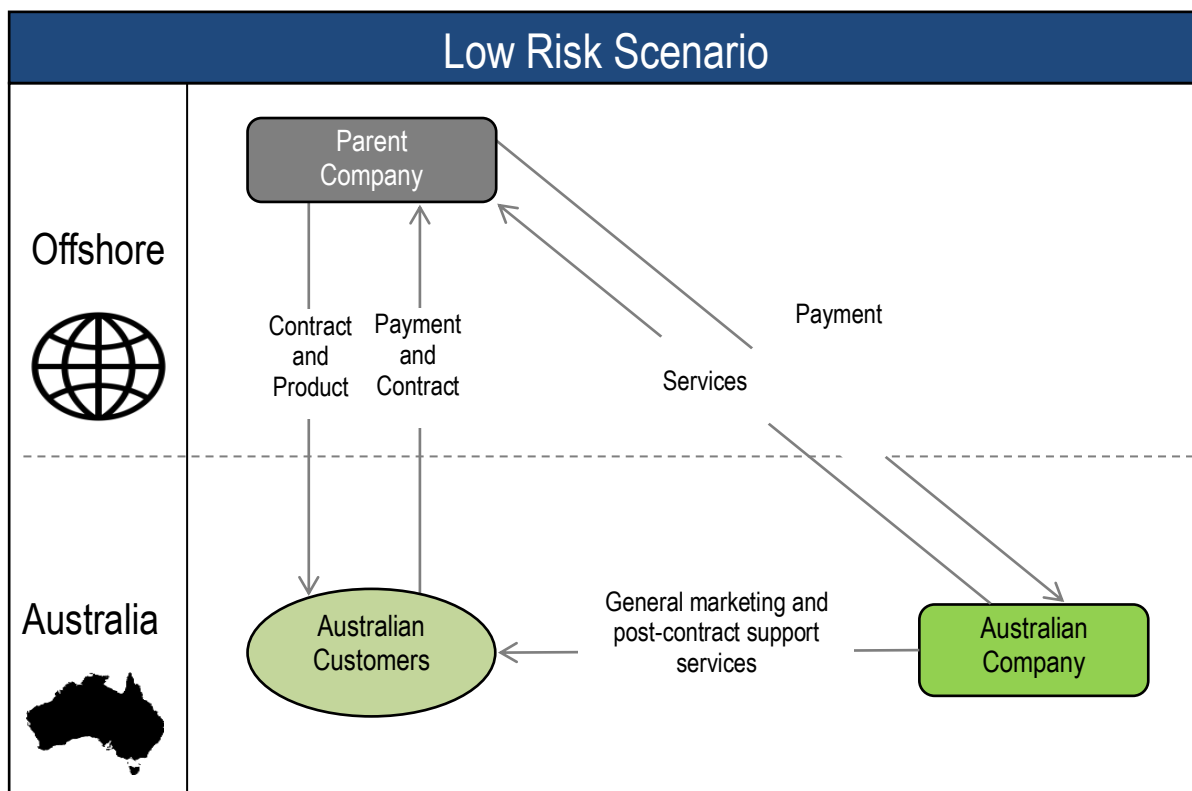 Low Risk Scenario
Parent
Company
Offshore
Contract
and
Product
Payment
and
Contract
Payment
Services
Australia
Australian
Customers
General marketing and
post-contract support
services
Australian
Company